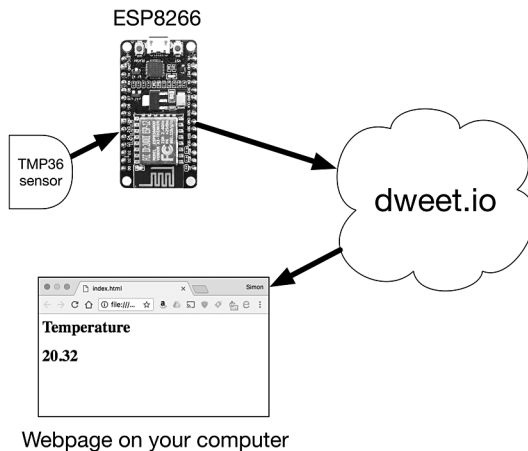 ESP8266
TMP36
sensor
dweet.io
index.html
Simon
file:///...
Temperature
20.32
Webpage on your computer